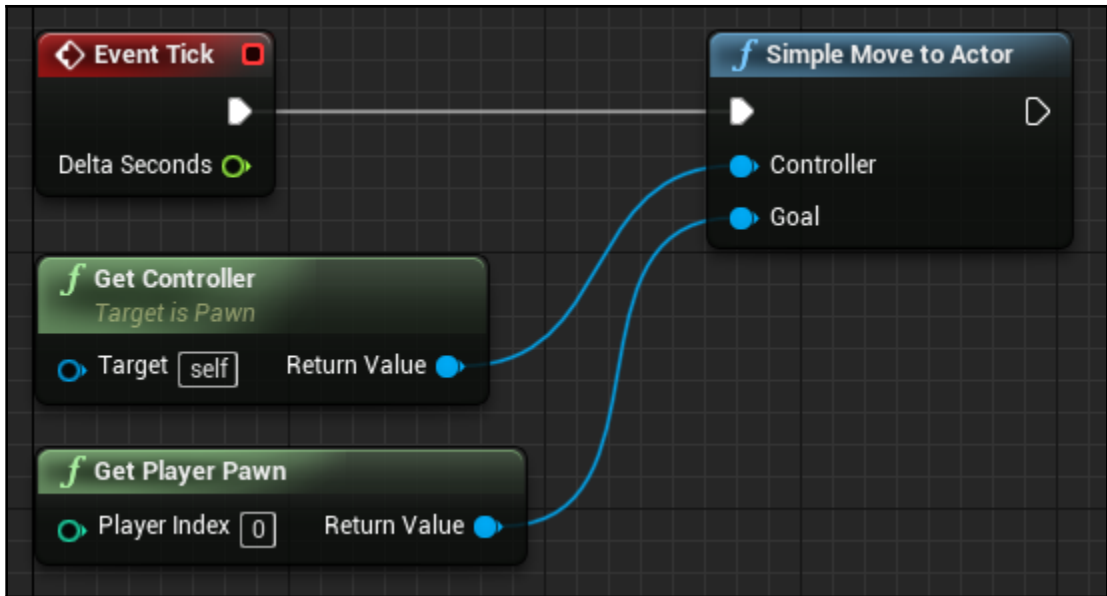 Event Tick
Delta Seconds
Simple Move to Actor
Controller
Goal
f Get Controller
Target is Pawn
Target self Return Value
f Get Player Pawn
Player Index 0 Return Value